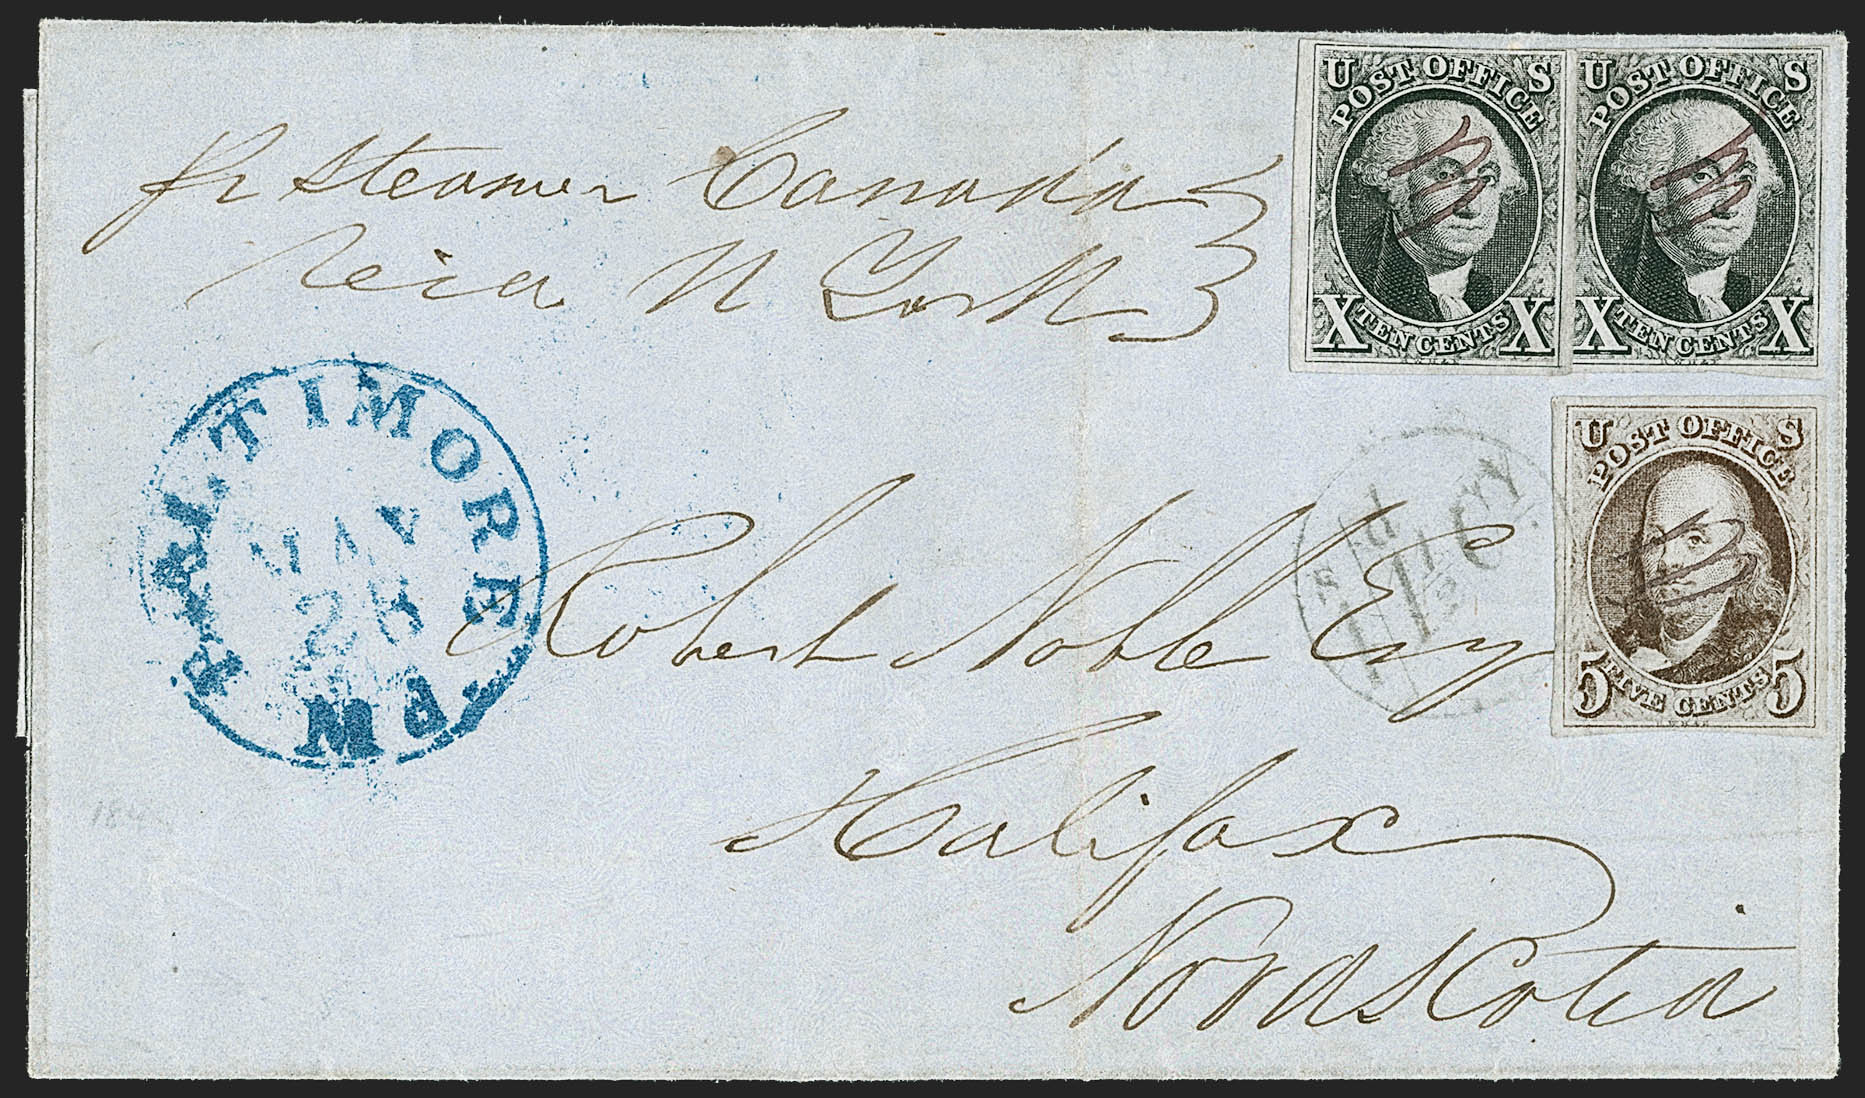 pr Steamer Canada
via N York
U S
POST OFFICE
X TEN CENTS X
U S
POST OFFICE
X TEN CENTS X
BALTIMORE
MAY
25
MD.
U S
POST OFFICE
5 FIVE CENTS 5
Robert Noble Esq
Halifax
Nova Scotia